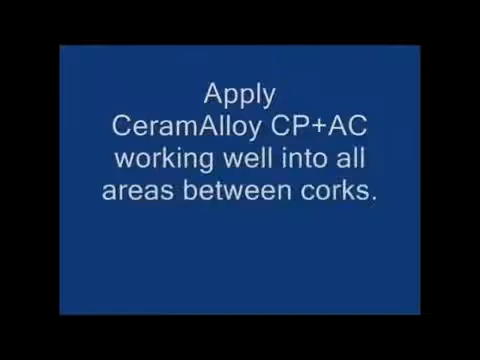 Apply
CeramAlloy CP+AC
working well into all
areas between corks.